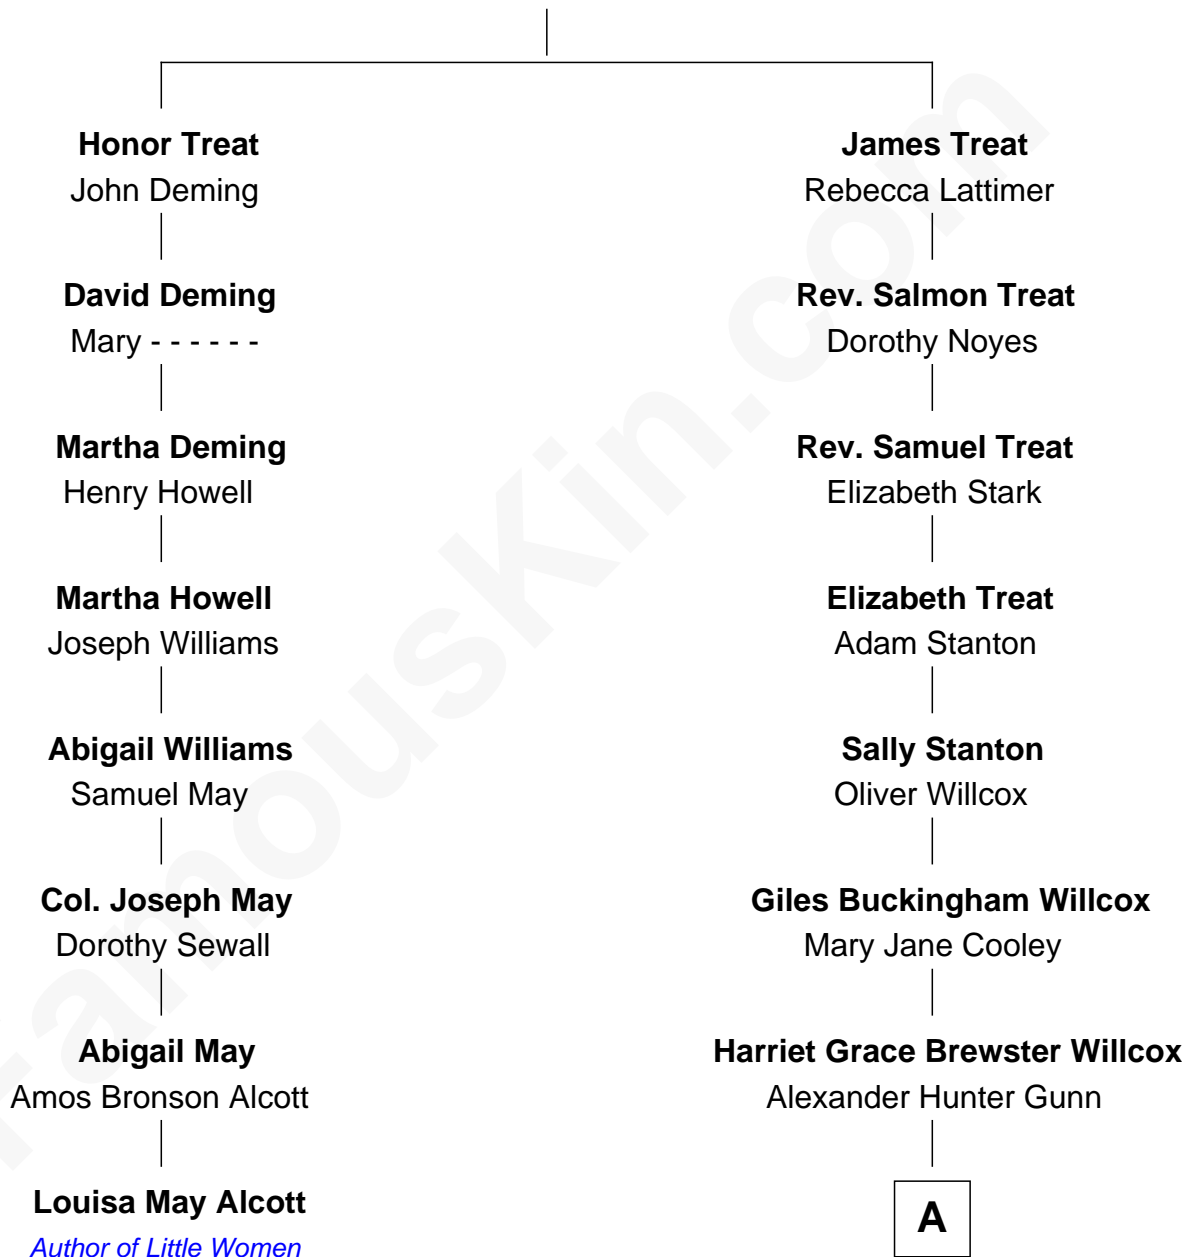 Honor Treat
John Deming
James Treat
Rebecca Lattimer
David Deming
Mary - - - - - -
Rev. Salmon Treat
Dorothy Noyes
Martha Deming
Henry Howell
Rev. Samuel Treat
Elizabeth Stark
Martha Howell
Joseph Williams
Elizabeth Treat
Adam Stanton
Abigail Williams
Samuel May
Sally Stanton
Oliver Willcox
Col. Joseph May
Dorothy Sewall
Giles Buckingham Willcox
Mary Jane Cooley
Abigail May
Amos Bronson Alcott
Harriet Grace Brewster Willcox
Alexander Hunter Gunn
Louisa May Alcott
Author of Little Women
A
FamousKin.com